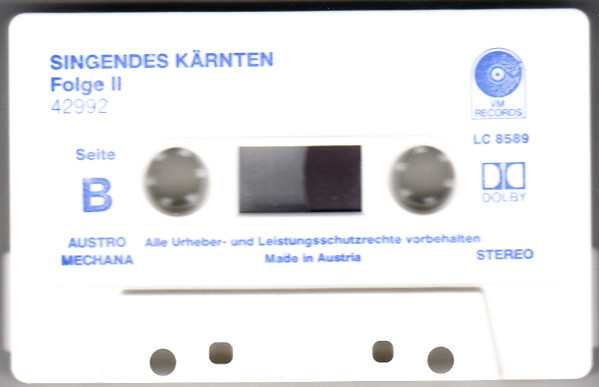 SINGENDES KÄRNTEN
Folge II
42992
VM
RECORDS
LC 8589
Seite
B
DOLBY
AUSTRO
MECHANA
Alle Urheber- und Leistungsschutzrechte vorbehalten
Made in Austria
STEREO